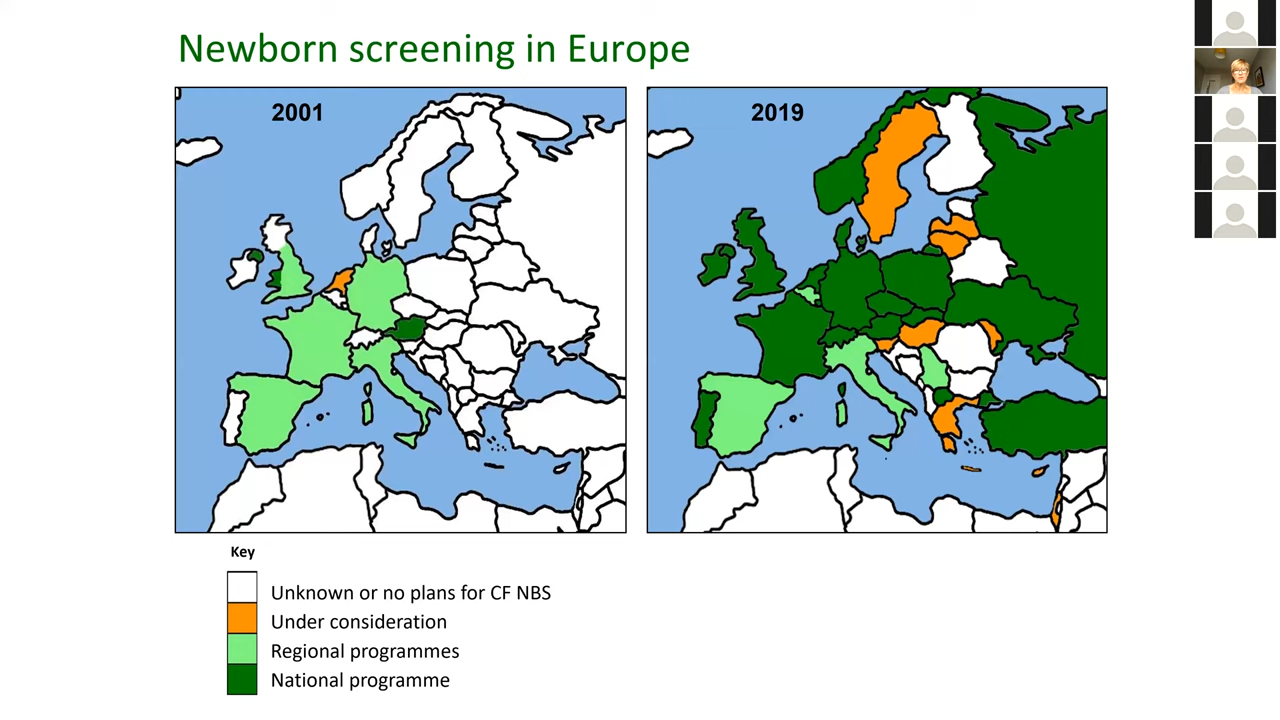 Newborn screening in Europe
2001
2019
Key
Unknown or no plans for CF NBS
Under consideration
Regional programmes
National programme